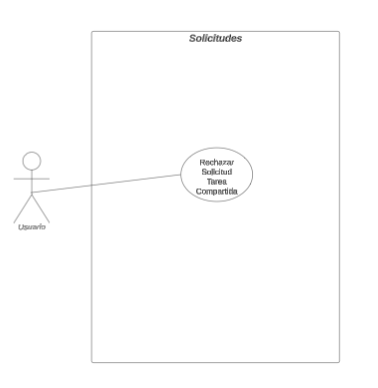 Solicitudes
Rechazar
Solicitud
Tarea
Compartida
Usuario